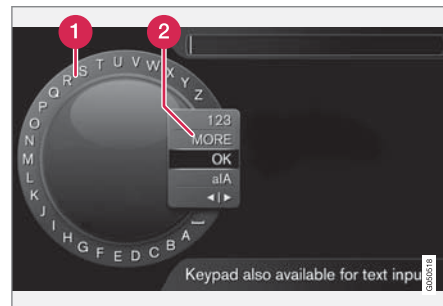 1
2
A B C D E F G H I J K L M N O P Q R S T U V W X Y Z
123
MORE
OK
a|A
◄|►
Keypad also available for text inpu
G050518